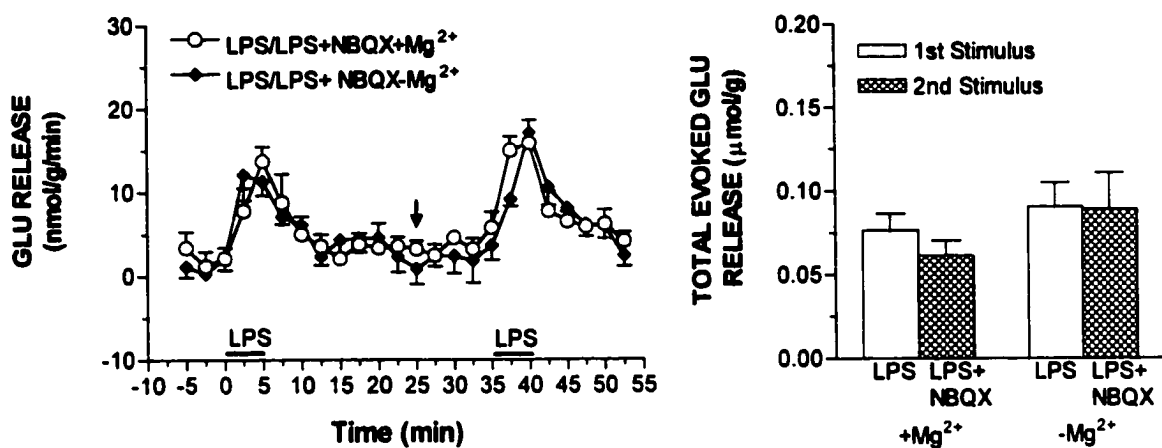 GLU RELEASE
(nmol/g/min)
30
20
10
0
-10
LPS/LPS+NBQX+Mg²⁺
LPS/LPS+ NBQX-Mg²⁺
LPS
LPS
-10 -5 0 5 10 15 20 25 30 35 40 45 50 55
Time (min)
TOTAL EVOKED GLU
RELEASE (μmol/g)
0.20
0.15
0.10
0.05
0.00
1st Stimulus
2nd Stimulus
LPS LPS+ LPS LPS+
NBQX NBQX
+Mg²⁺ -Mg²⁺